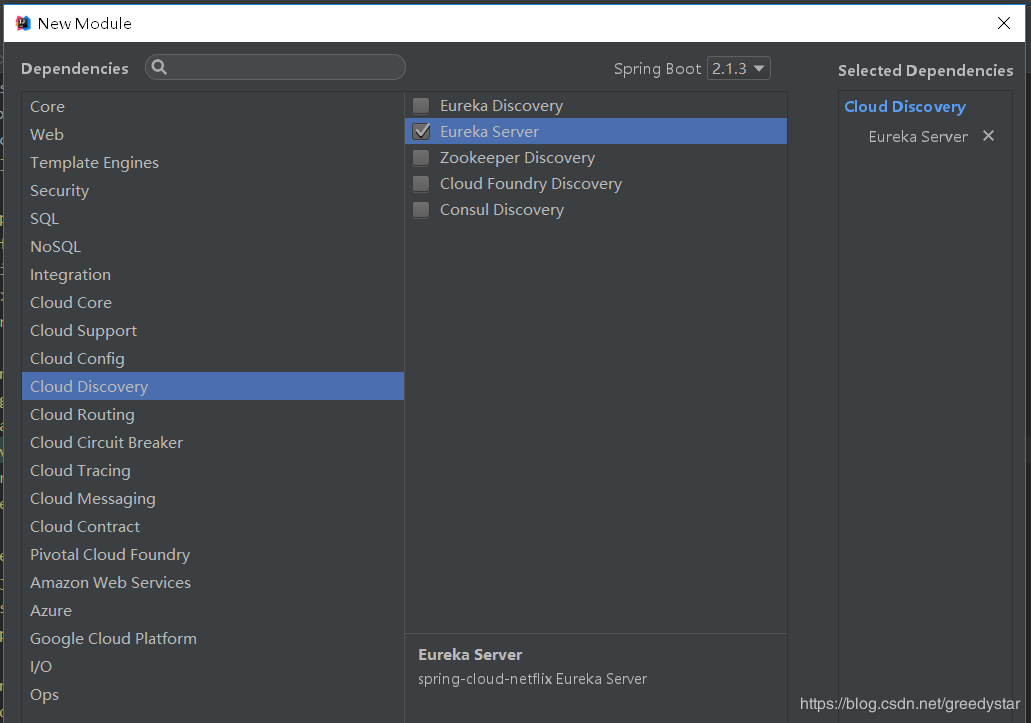 New Module
Dependencies
Spring Boot 2.1.3
Selected Dependencies
Core
Web
Template Engines
Security
SQL
NoSQL
Integration
Cloud Core
Cloud Support
Cloud Config
Cloud Discovery
Cloud Routing
Cloud Circuit Breaker
Cloud Tracing
Cloud Messaging
Cloud Contract
Pivotal Cloud Foundry
Amazon Web Services
Azure
Google Cloud Platform
I/O
Ops
Eureka Discovery
Eureka Server
Zookeeper Discovery
Cloud Foundry Discovery
Consul Discovery
Eureka Server
spring-cloud-netflix Eureka Server
Cloud Discovery
Eureka Server
https://blog.csdn.net/greedystar